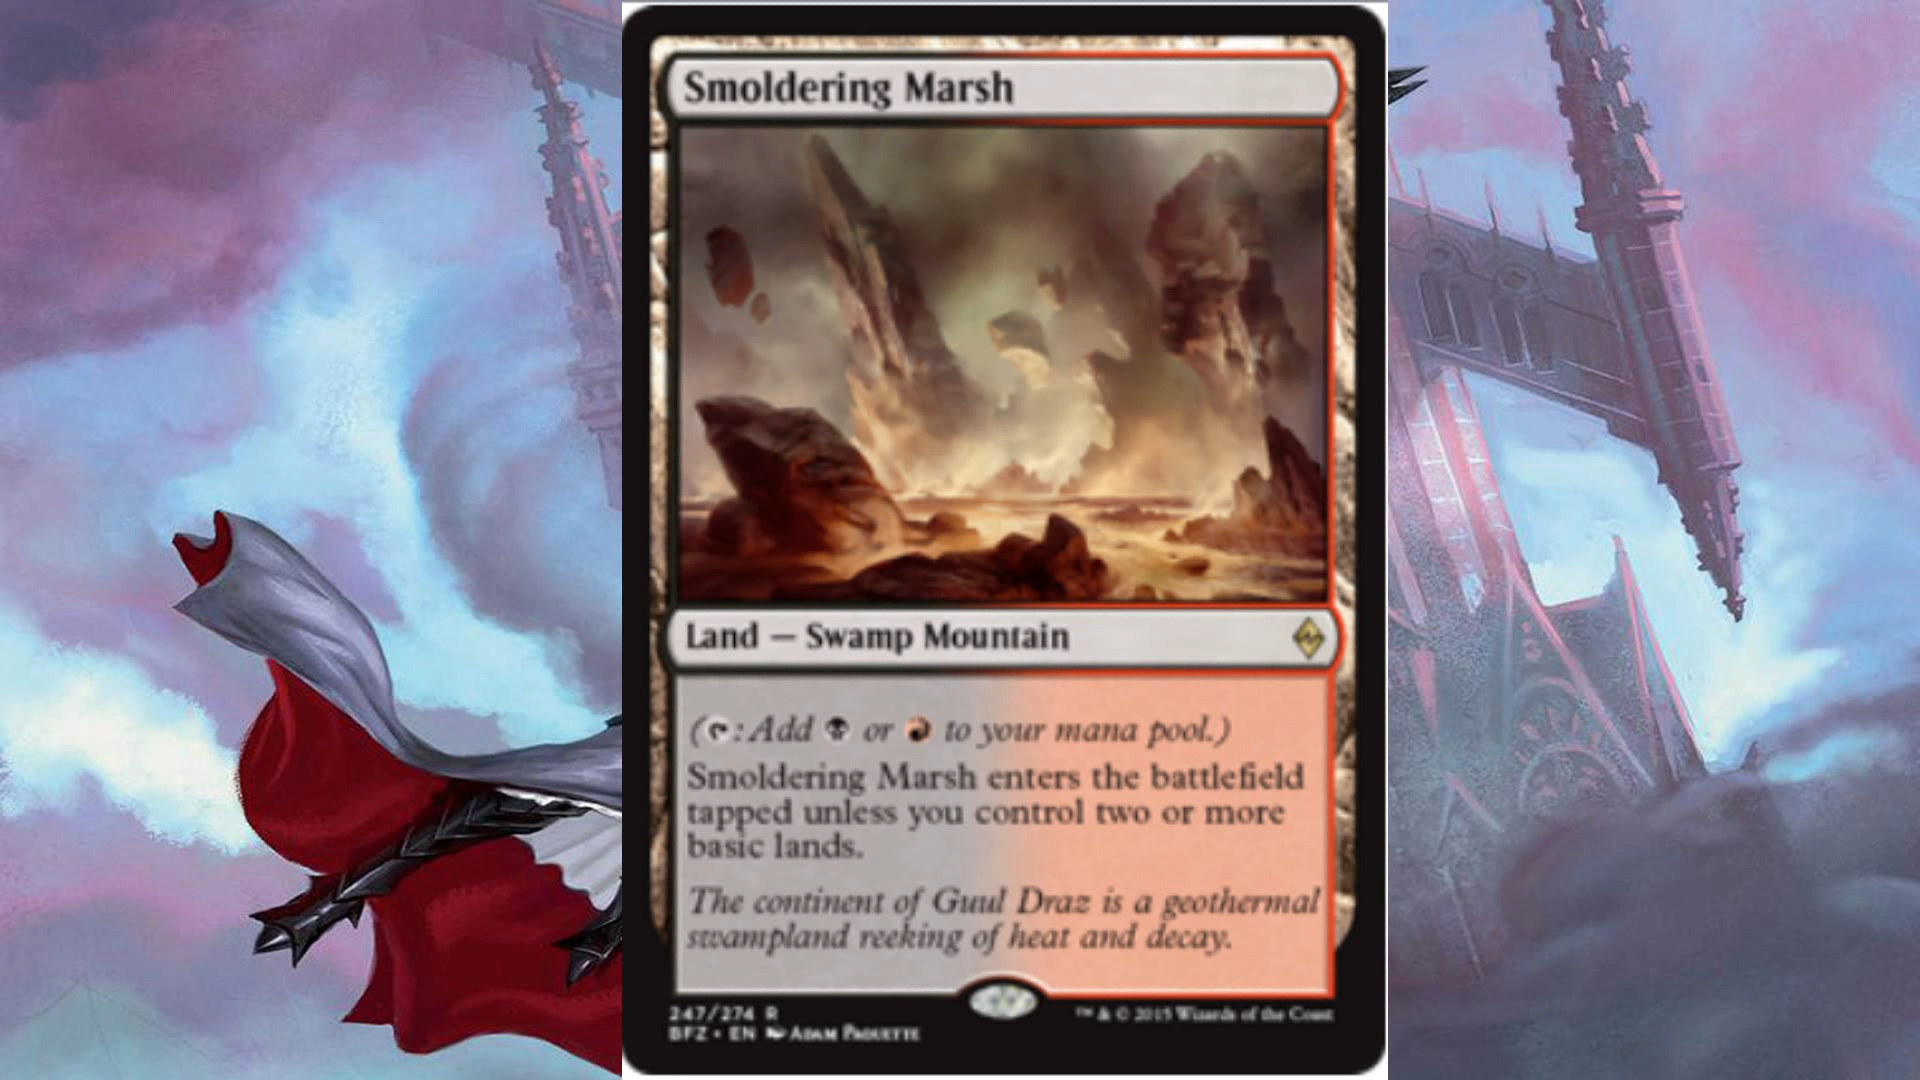 Smoldering Marsh
Land — Swamp Mountain
( : Add or to your mana pool.)
Smoldering Marsh enters the battlefield
tapped unless you control two or more
basic lands.
The continent of Guul Draz is a geothermal
swampland reeking of heat and decay.
247/274 R
BFZ • EN Adam Paquette
™ & © 2015 Wizards of the Coast